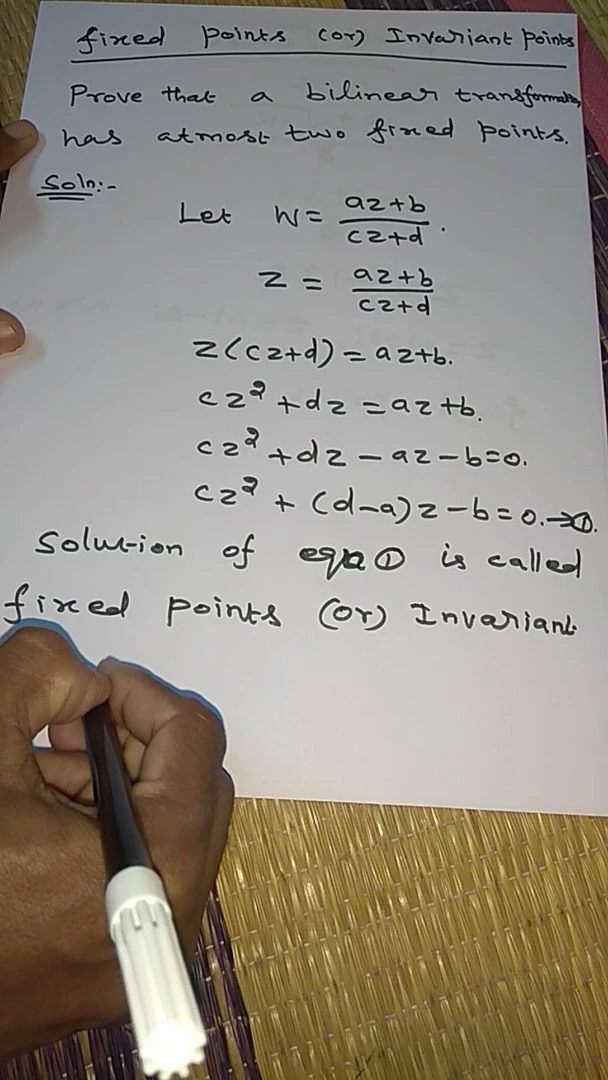 fixed points (or) Invariant points
Prove that a bilinear transformation
has atmost two fixed points.
Soln:-
Let W = az+b / cz+d.
z = az+b / cz+d
z(cz+d) = az+b.
cz² + dz = az+b.
cz² + dz - az - b=0.
cz² + (d-a)z - b = 0. → ①.
Solution of eqn ① is called
fixed points (or) Invariant